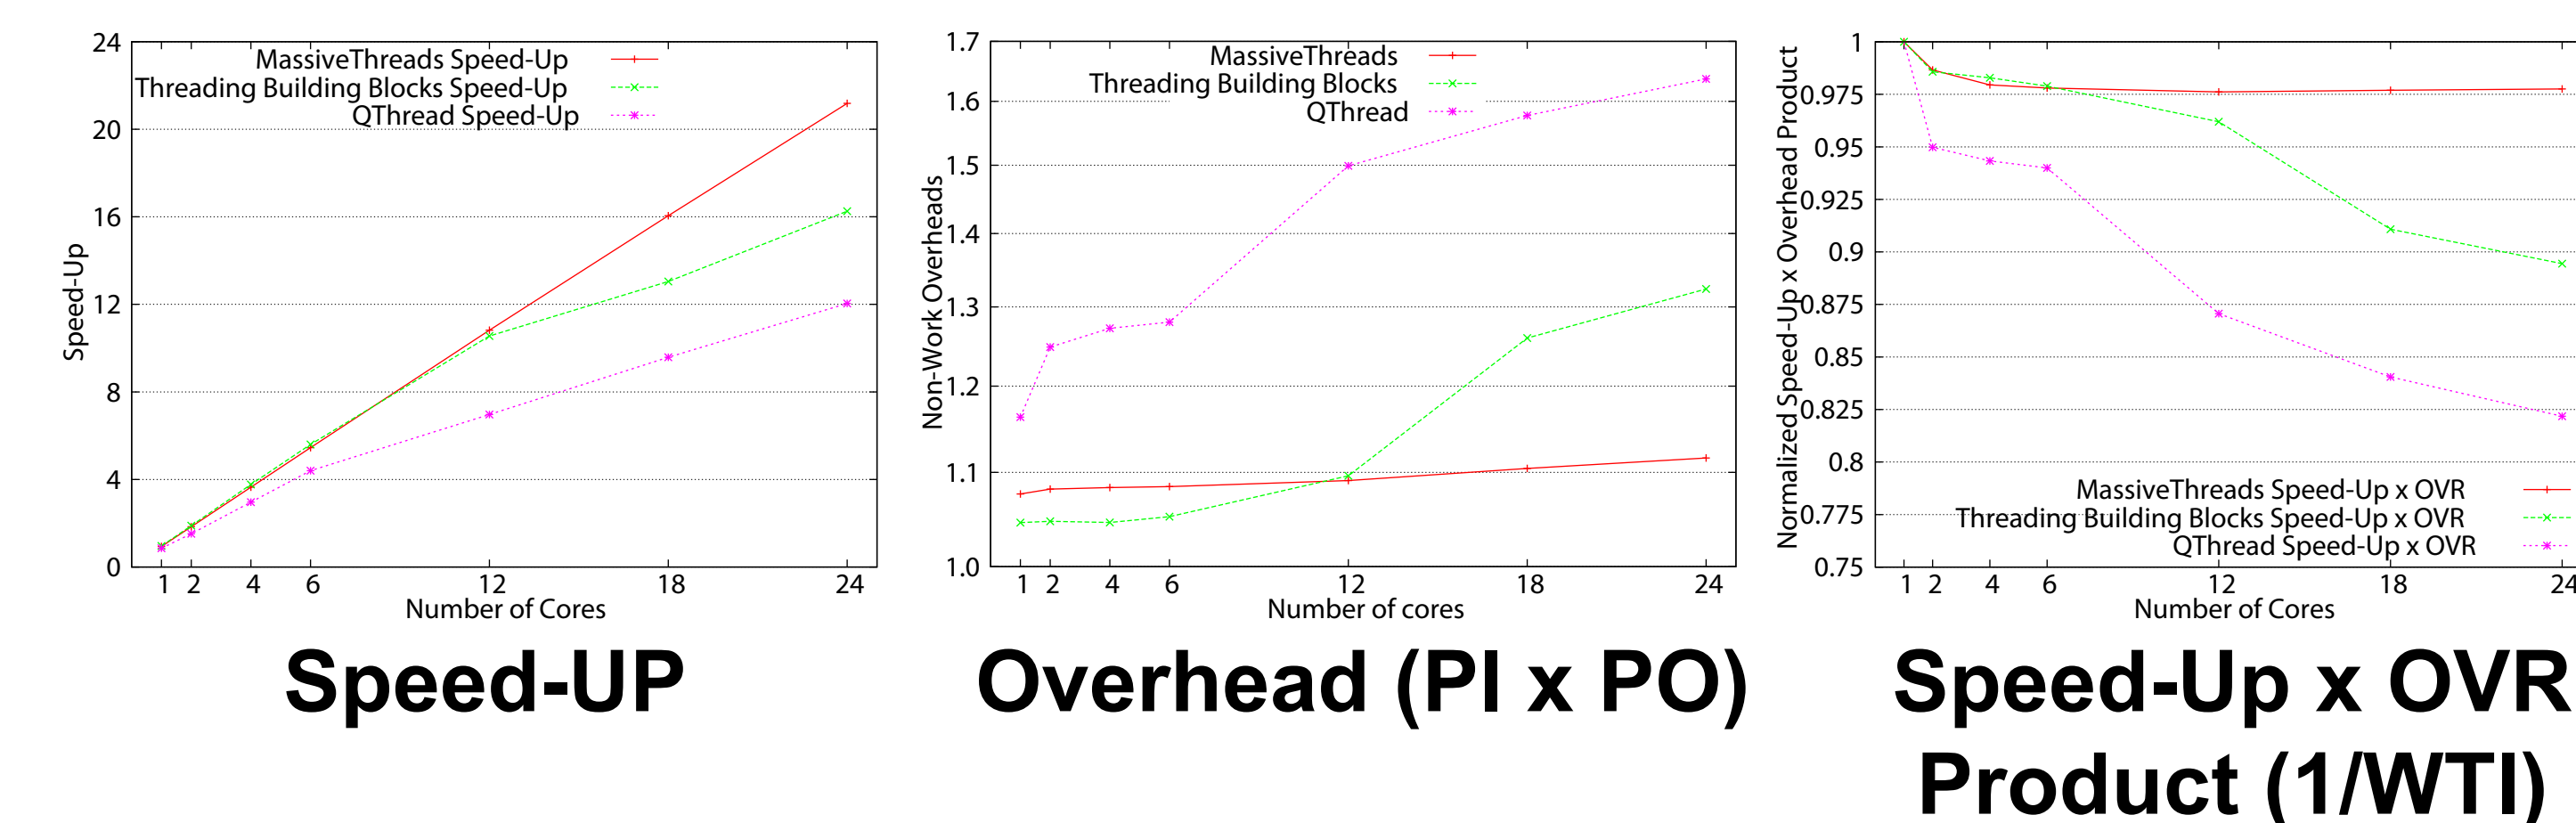 24
20
16
12
8
4
0
Speed-Up
MassiveThreads Speed-Up
Threading Building Blocks Speed-Up
QThread Speed-Up
1 2 4 6 12 18 24
Number of Cores
Speed-UP
1.7
1.6
1.5
1.4
1.3
1.2
1.1
1.0
Non-Work Overheads
MassiveThreads
Threading Building Blocks
QThread
1 2 4 6 12 18 24
Number of cores
Overhead (PI x PO)
1
0.975
0.95
0.925
0.9
0.875
0.85
0.825
0.8
0.775
0.75
Normalized Speed-Up x Overhead Product
MassiveThreads Speed-Up x OVR
Threading Building Blocks Speed-Up x OVR
QThread Speed-Up x OVR
1 2 4 6 12 18 24
Number of Cores
Speed-Up x OVR
Product (1/WTI)